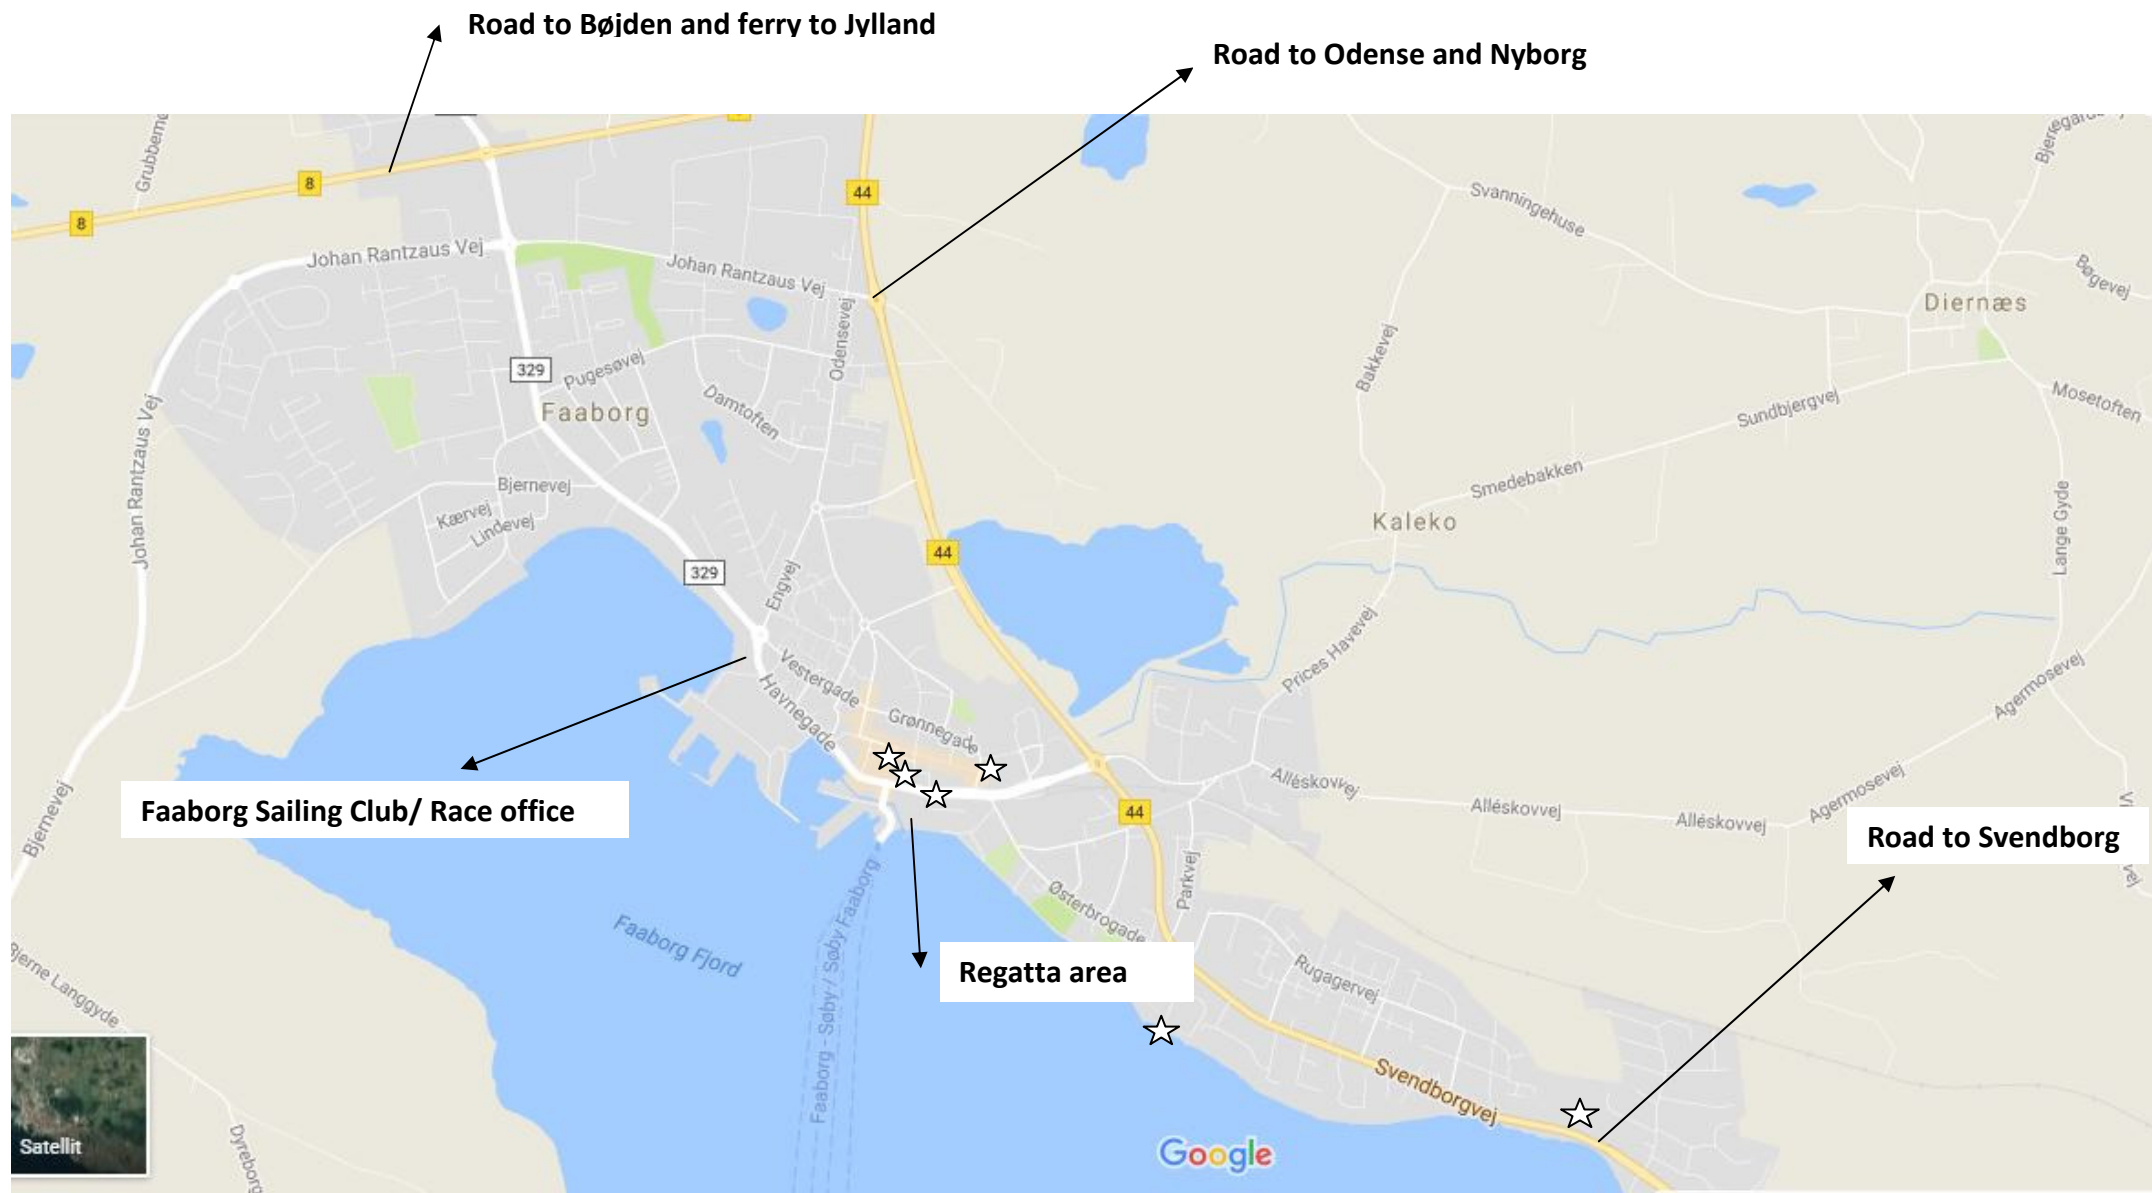 Road to Bøjden and ferry to Jylland
Road to Odense and Nyborg
Grubbemø
8
8
44
Svanningehuse
Bøgevej
Diernæs
Johan Rantzaus Vej
Johan Rantzaus Vej
Odensevej
Bakkevej
329
Pugesøvej
Faaborg
Damtoften
Mosetoften
Sundbjergvej
Johan Rantzaus Vej
Bjernevej
Smedebakken
Kærvej
Lindevej
Kaleko
Lange Gyde
44
329
Engvej
Prices Havevej
Vestergade
Havnegade
Grønnegade
Agermosevej
Alléskovvej
Alléskovvej
Alléskovvej
Agermosevej
Bjernevej
Faaborg Sailing Club/ Race office
44
Road to Svendborg
Parkvej
Østerbrogade
Faaborg Fjord
Faaborg - Søby / Søby Faaborg
Regatta area
Rugagervej
Bjerne Langgyde
Svendborgvej
Satellit
Dyreborg
Google